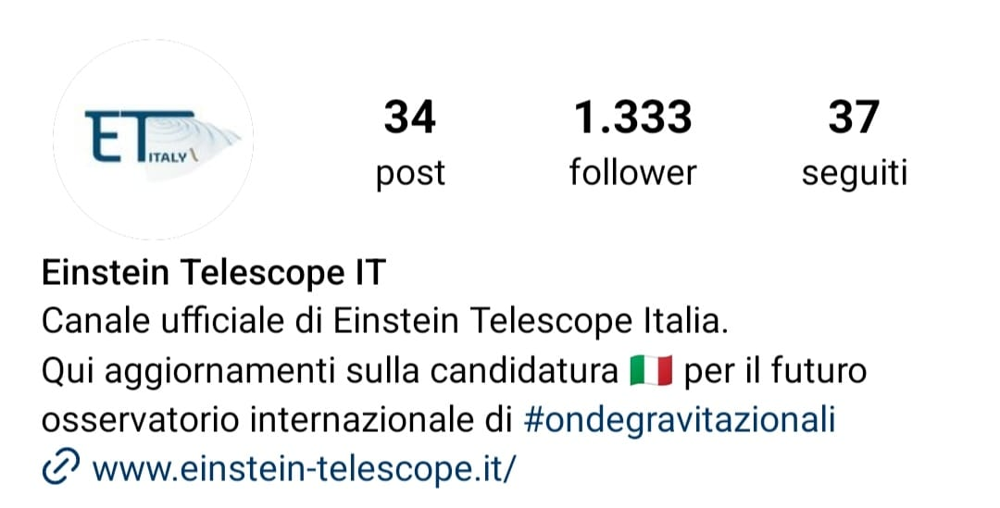 ET ITALY
34 1.333 37
post follower seguiti
Einstein Telescope IT
Canale ufficiale di Einstein Telescope Italia.
Qui aggiornamenti sulla candidatura 🇮🇹 per il futuro
osservatorio internazionale di #ondegravitazionali
www.einstein-telescope.it/